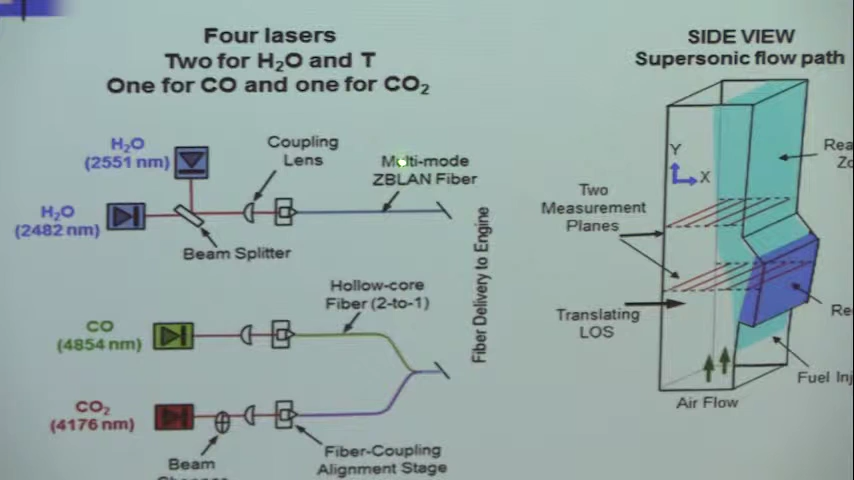 Four lasers
Two for H₂O and T
One for CO and one for CO₂
H₂O
(2551 nm)
Coupling
Lens
Multi-mode
ZBLAN Fiber
H₂O
(2482 nm)
Beam Splitter
Hollow-core
Fiber (2-to-1)
Fiber Delivery to Engine
CO
(4854 nm)
CO₂
(4176 nm)
Beam
Fiber-Coupling
Alignment Stage
SIDE VIEW
Supersonic flow path
Y
X
Two
Measurement
Planes
Translating
LOS
Fuel Inj
Air Flow